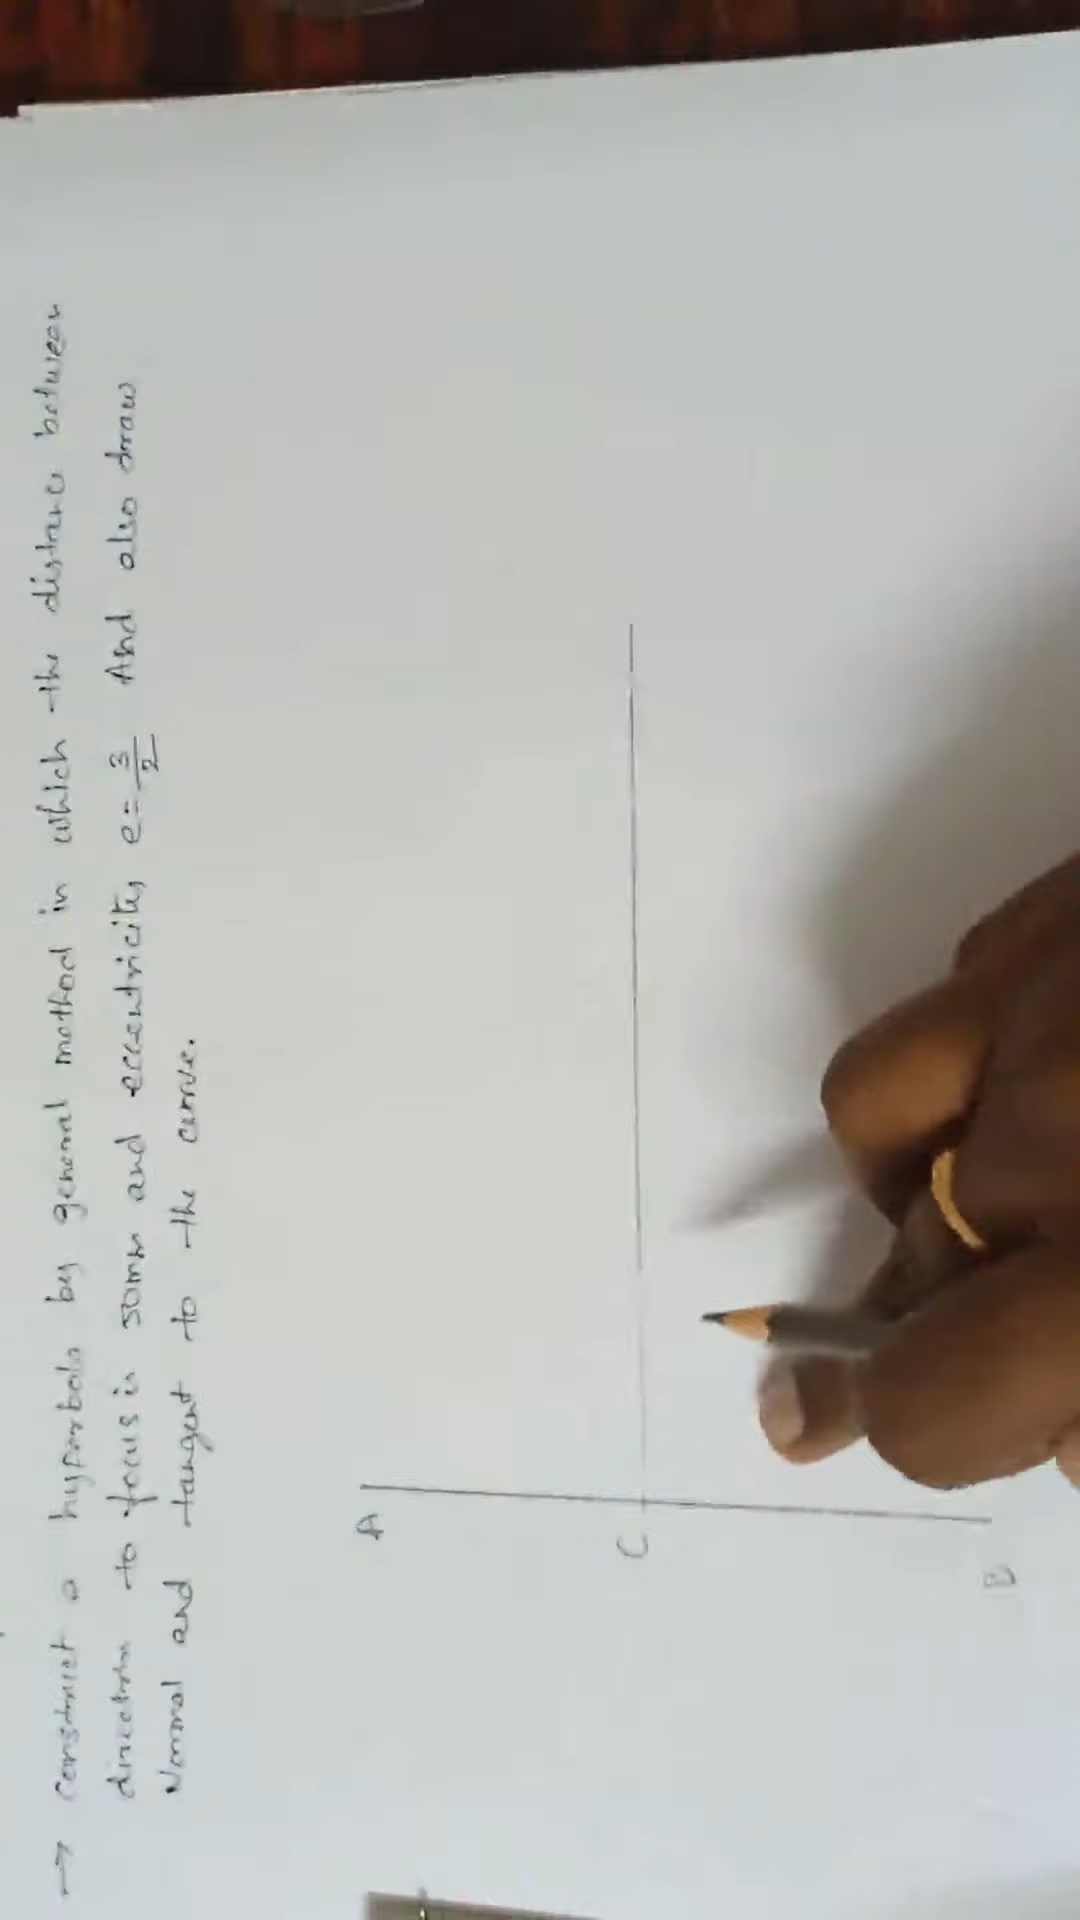 → construct a hyperbola by general method in which the distance between
directrix to focus is 50mm and eccentricity e=3/2 And also draw
Normal and tangent to the curve.
A
C
B